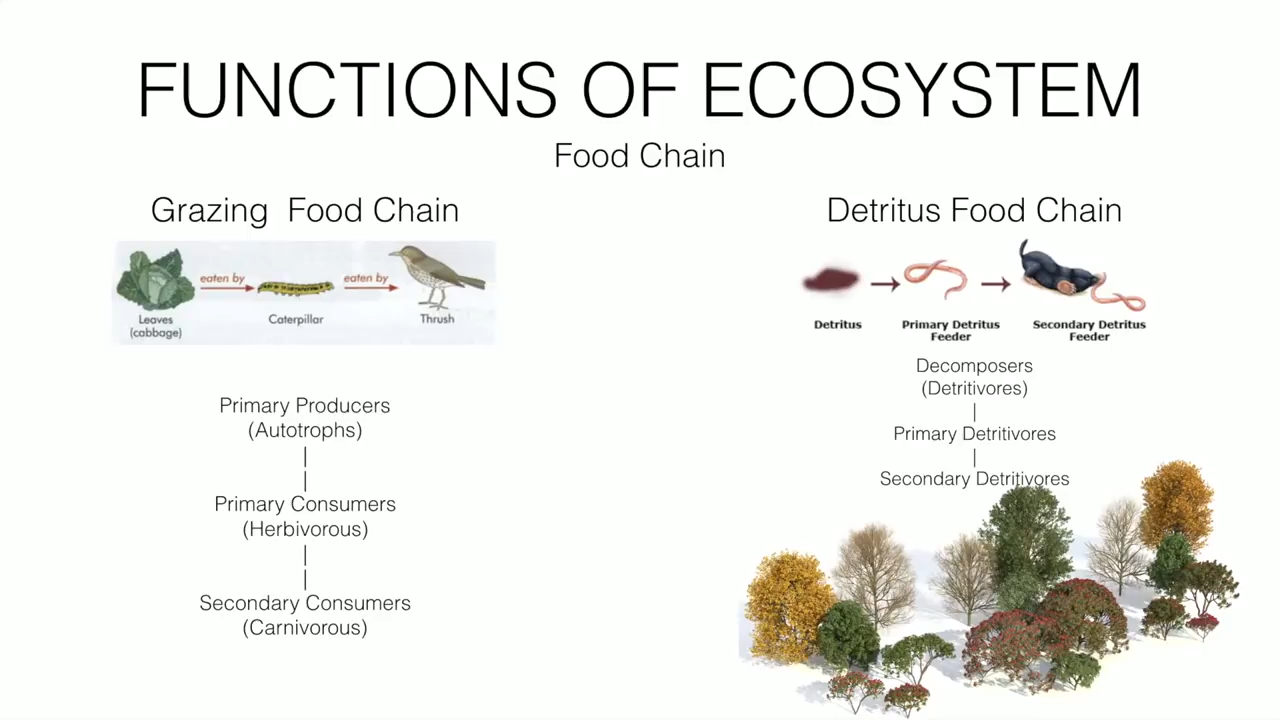 FUNCTIONS OF ECOSYSTEM
Food Chain
Grazing Food Chain
eaten by
eaten by
Leaves
(cabbage)
Caterpillar
Thrush
Primary Producers
(Autotrophs)
|
|
Primary Consumers
(Herbivorous)
|
|
Secondary Consumers
(Carnivorous)
Detritus Food Chain
Detritus
Primary Detritus
Feeder
Secondary Detritus
Feeder
Decomposers
(Detritivores)
|
Primary Detritivores
|
Secondary Detritivores